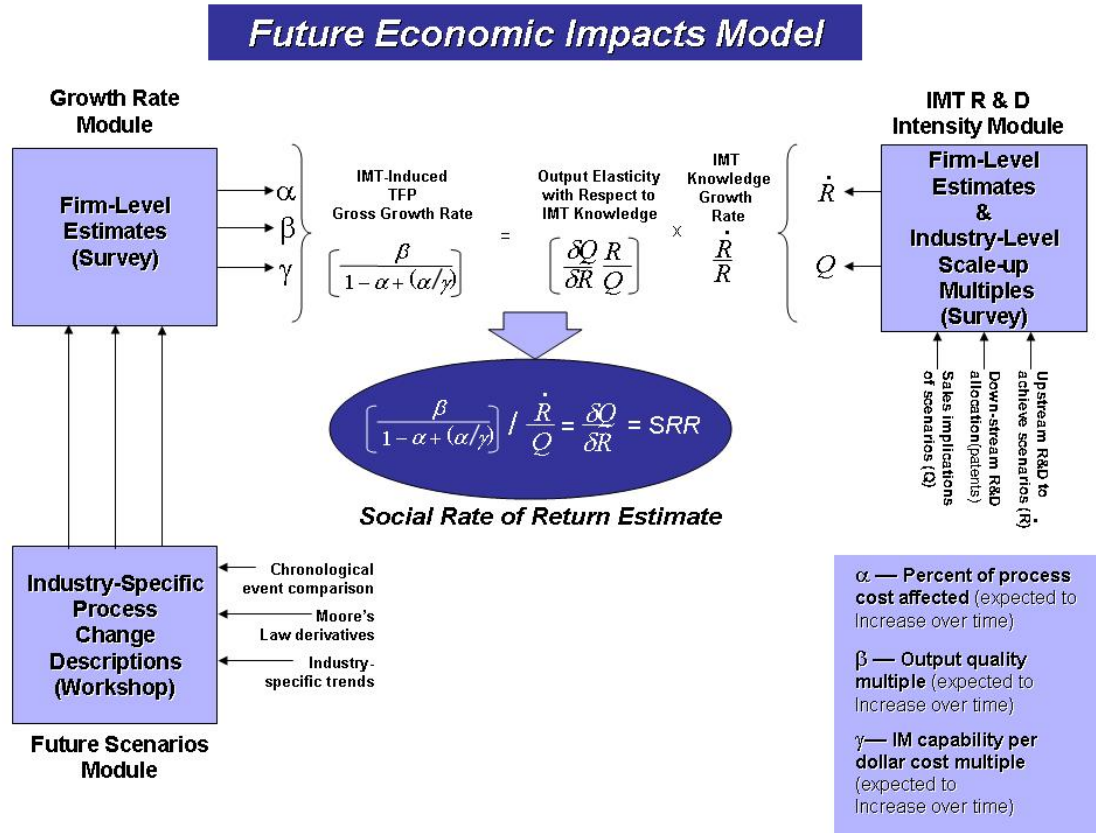 Future Economic Impacts Model
Growth Rate
Module
Firm-Level
Estimates
(Survey)
α
β
γ
IMT-Induced
TFP
Gross Growth Rate
[β / 1 − α + (α/γ)]
=
Output Elasticity
with Respect to
IMT Knowledge
[δQ/δR R/Q]
x
IMT
Knowledge
Growth
Rate
Ṙ/R
Ṙ
Q
IMT R & D
Intensity Module
Firm-Level
Estimates
&
Industry-Level
Scale-up
Multiples
(Survey)
Sales implications
of scenarios (Q)
Down-stream R&D
allocation(patents)
Upstream R&D to
achieve scenarios (Ṙ)
[β / 1 − α + (α/γ)] / Ṙ/Q = δQ/δR = SRR
Social Rate of Return Estimate
Industry-Specific
Process
Change
Descriptions
(Workshop)
Future Scenarios
Module
Chronological
event comparison
Moore's
Law derivatives
Industry-
specific trends
α — Percent of process
cost affected (expected to
Increase over time)
β — Output quality
multiple (expected to
Increase over time)
γ— IM capability per
dollar cost multiple
(expected to
Increase over time)